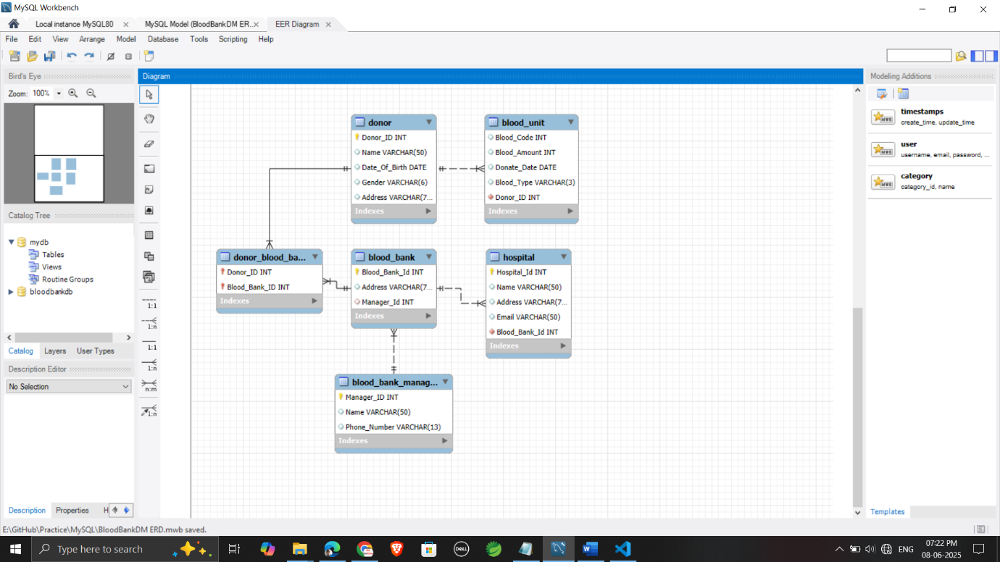 MySQL Workbench
Local instance MySQL80
MySQL Model (BloodBankDM ER..
EER Diagram
File Edit View Arrange Model Database Tools Scripting Help
Bird's Eye
Zoom: 100%
Diagram
Modeling Additions
timestamps
create_time, update_time
user
username, email, password, ...
category
category_id, name
donor
Donor_ID INT
Name VARCHAR(50)
Date_Of_Birth DATE
Gender VARCHAR(6)
Address VARCHAR(7...
Indexes
blood_unit
Blood_Code INT
Blood_Amount INT
Donate_Date DATE
Blood_Type VARCHAR(3)
Donor_ID INT
Indexes
donor_blood_ba...
Donor_ID INT
Blood_Bank_ID INT
Indexes
blood_bank
Blood_Bank_Id INT
Address VARCHAR(7...
Manager_Id INT
Indexes
hospital
Hospital_Id INT
Name VARCHAR(50)
Address VARCHAR(7...
Email VARCHAR(50)
Blood_Bank_Id INT
Indexes
blood_bank_manag...
Manager_ID INT
Name VARCHAR(50)
Phone_Number VARCHAR(13)
Indexes
Catalog Tree
mydb
Tables
Views
Routine Groups
bloodbankdb
Catalog Layers User Types
Description Editor
No Selection
Description Properties H
1:1
1:n
1:1
1:n
n:m
1:n
Templates
E:\GitHub\Practice\MySQL\BloodBankDM ERD.mwb saved.
Type here to search
DELL
W
ENG
07:22 PM
08-06-2025